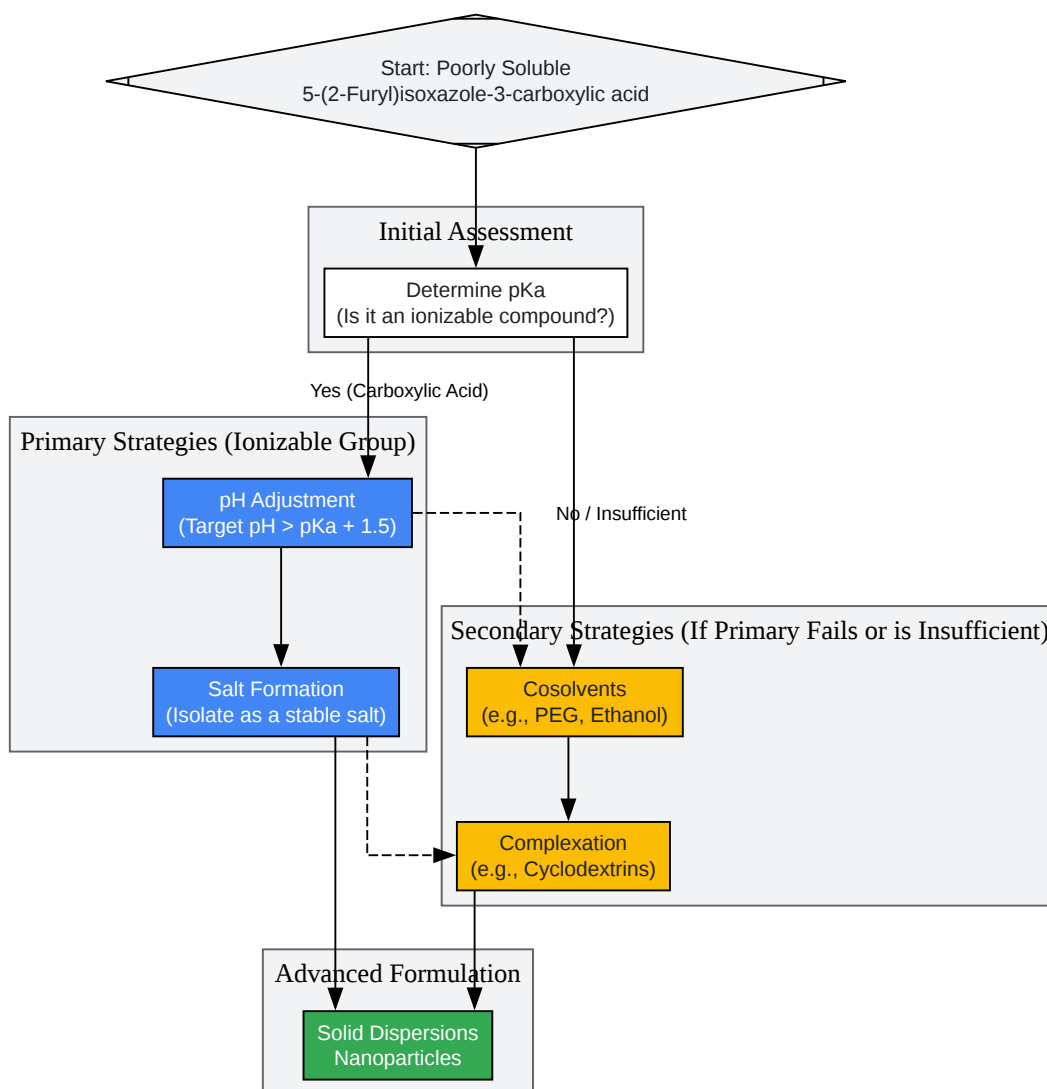 Start: Poorly Soluble
5-(2-Furyl)isoxazole-3-carboxylic acid
Initial Assessment
Determine pKa
(Is it an ionizable compound?)
Yes (Carboxylic Acid)
Primary Strategies (Ionizable Group)
pH Adjustment
(Target pH > pKa + 1.5)
No / Insufficient
Secondary Strategies (If Primary Fails or is Insufficient)
Salt Formation
(Isolate as a stable salt)
Cosolvents
(e.g., PEG, Ethanol)
Complexation
(e.g., Cyclodextrins)
Advanced Formulation
Solid Dispersions
Nanoparticles